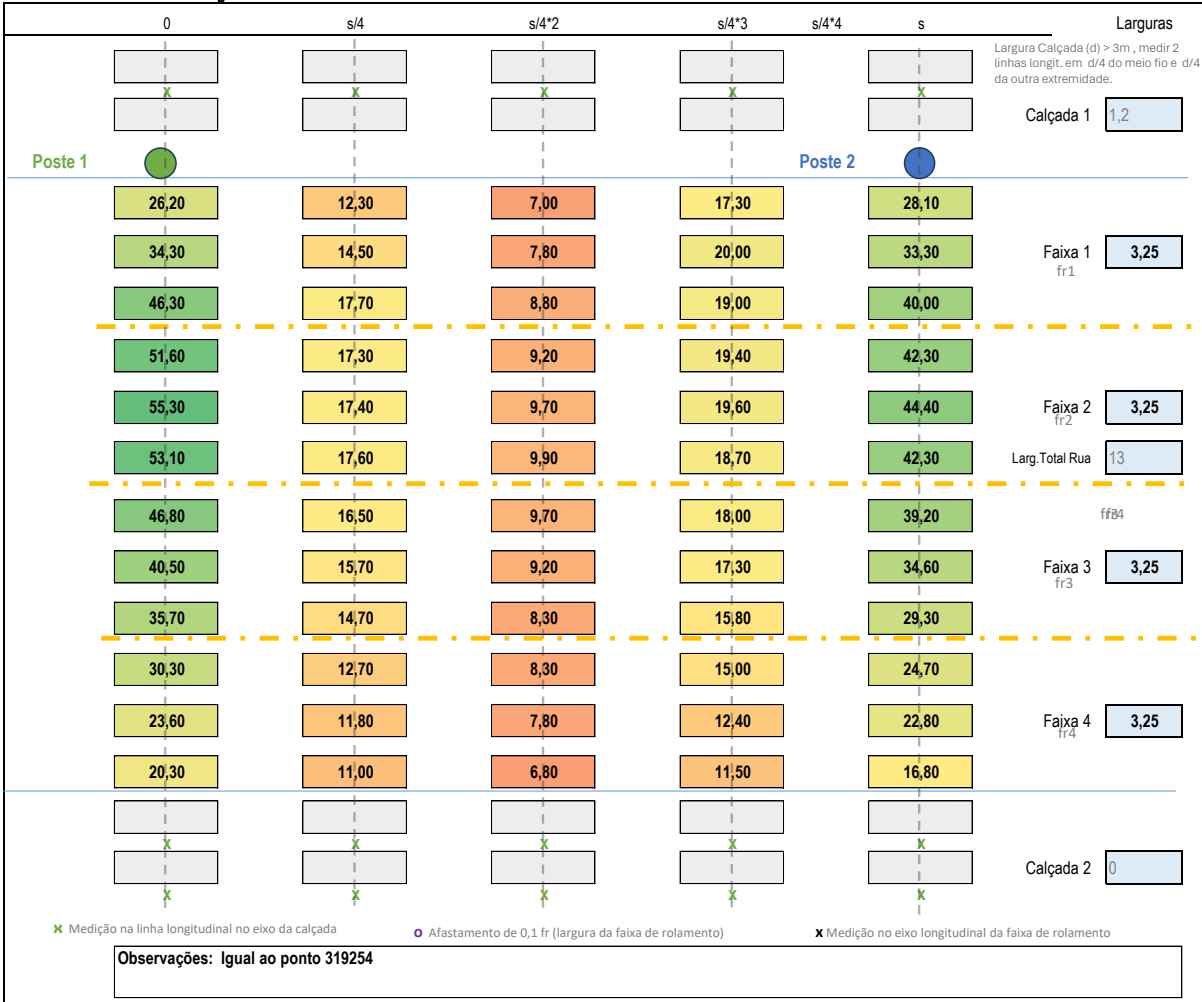 0 s/4 s/4*2 s/4*3 s/4*4 s Larguras
Largura Calçada (d) > 3m , medir 2
linhas longit. em d/4 do meio fio e d/4
da outra extremidade.
x x x x x
Calçada 1 1,2
Poste 1 Poste 2
26,20 12,30 7,00 17,30 28,10
34,30 14,50 7,80 20,00 33,30 Faixa 1 3,25
fr1
46,30 17,70 8,80 19,00 40,00
51,60 17,30 9,20 19,40 42,30
55,30 17,40 9,70 19,60 44,40 Faixa 2 3,25
fr2
53,10 17,60 9,90 18,70 42,30 Larg.Total Rua 13
46,80 16,50 9,70 18,00 39,20
40,50 15,70 9,20 17,30 34,60 Faixa 3 3,25
fr3
35,70 14,70 8,30 15,80 29,30
30,30 12,70 8,30 15,00 24,70
23,60 11,80 7,80 12,40 22,80 Faixa 4 3,25
fr4
20,30 11,00 6,80 11,50 16,80
x x x x x
Calçada 2 0
x x x x x
x Medição na linha longitudinal no eixo da calçada o Afastamento de 0,1 fr (largura da faixa de rolamento) x Medição no eixo longitudinal da faixa de rolamento
Observações: Igual ao ponto 319254